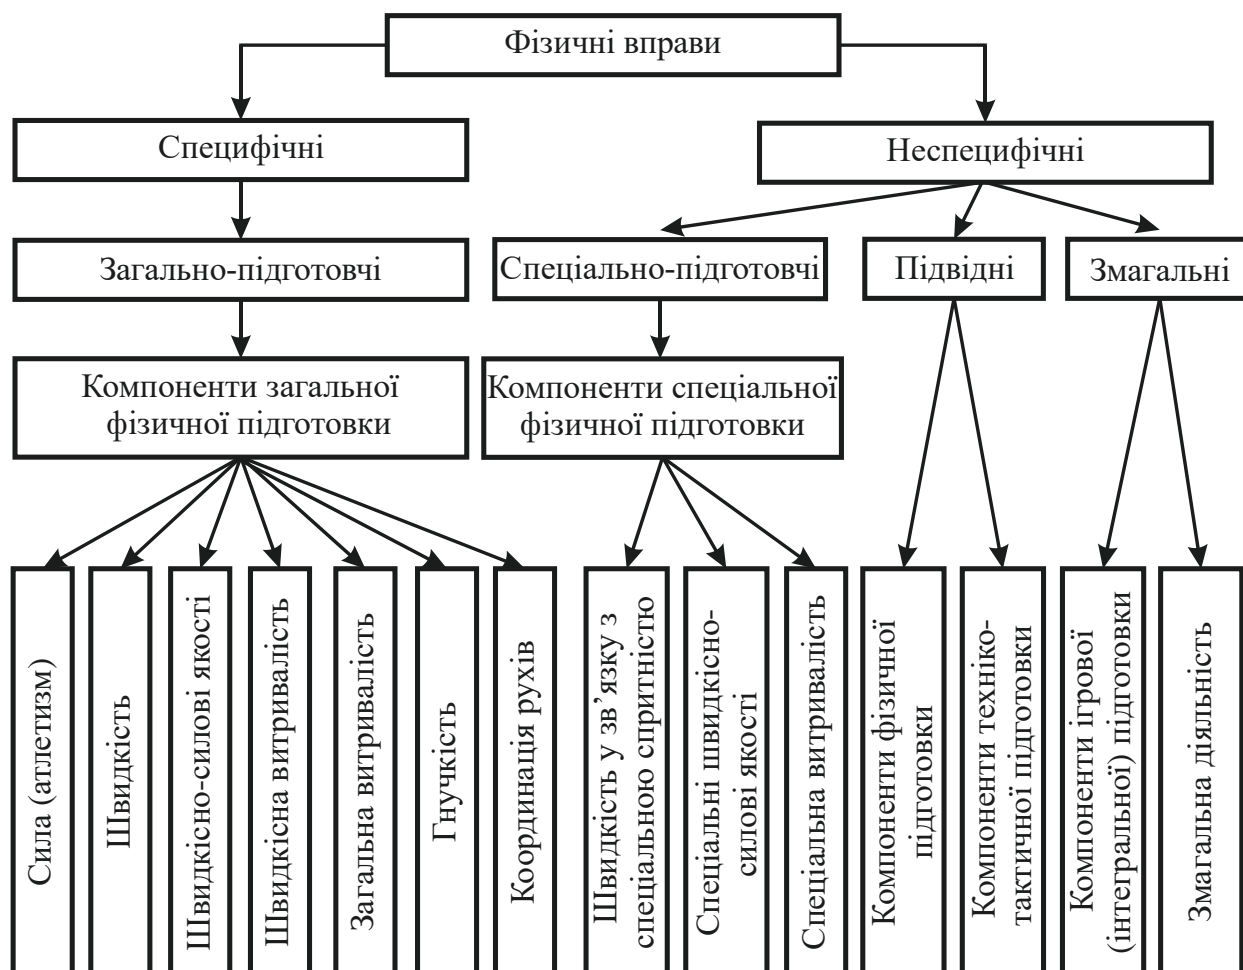 Фізичні вправи
Специфічні
Неспецифічні
Загально-підготовчі
Спеціально-підготовчі
Підвідні
Змагальні
Компоненти загальної
фізичної підготовки
Компоненти спеціальної
фізичної підготовки
Сила (атлетизм)
Швидкість
Швидкісно-силові якості
Швидкісна витривалість
Загальна витривалість
Гнучкість
Координація рухів
Швидкість у зв’язку з
спеціальною спритністю
Спеціальні швидкісно-
силові якості
Спеціальна витривалість
Компоненти фізичної
підготовки
Компоненти техніко-
тактичної підготовки
Компоненти ігрової
(інтегральної) підготовки
Змагальна діяльність